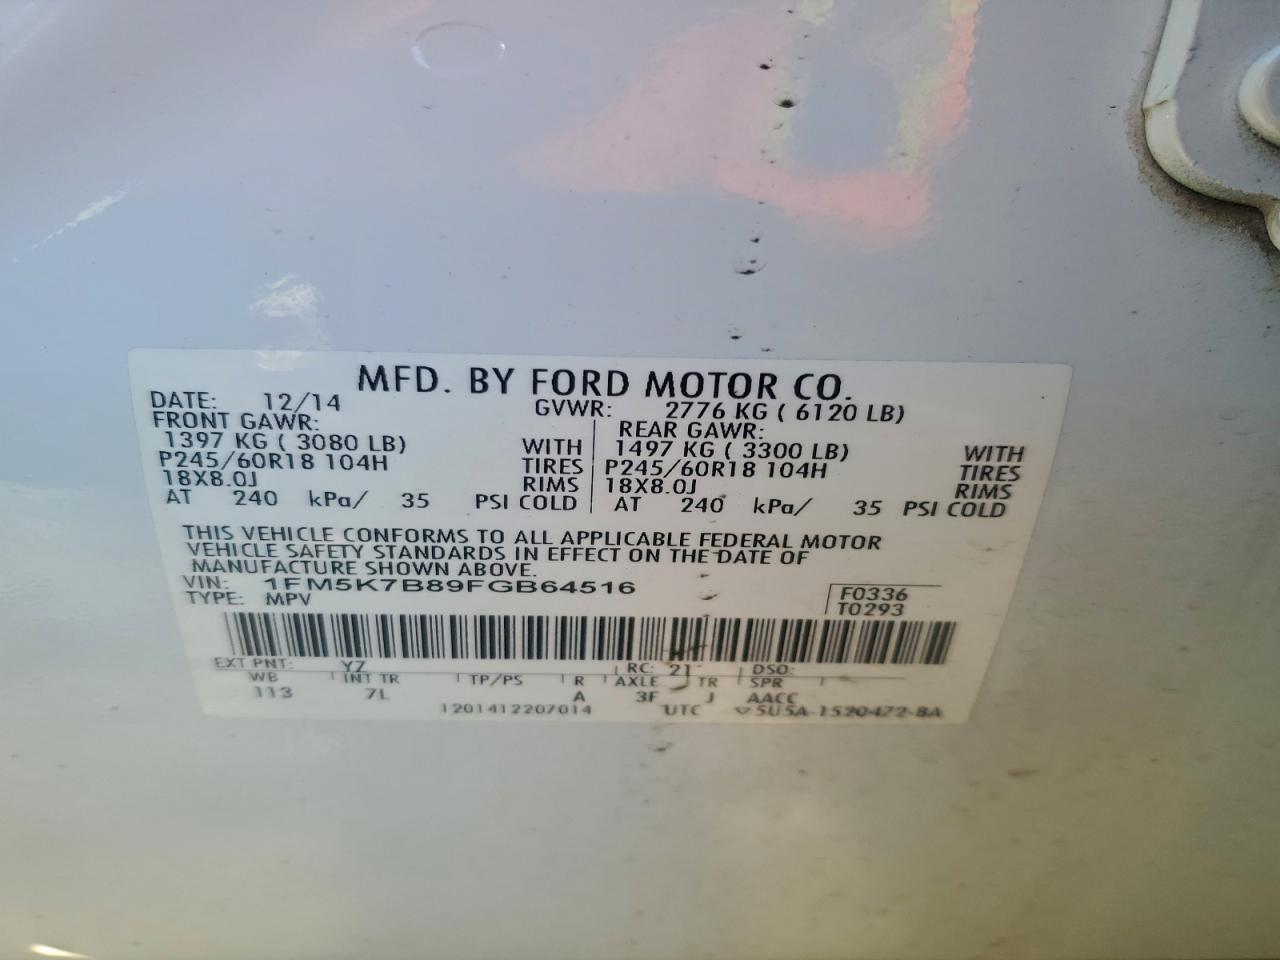 MFD. BY FORD MOTOR CO.
DATE: 12/14 GVWR: 2776 KG ( 6120 LB)
FRONT GAWR: REAR GAWR:
1397 KG ( 3080 LB) WITH 1497 KG ( 3300 LB) WITH
P245/60R18 104H TIRES P245/60R18 104H TIRES
18X8.0J RIMS 18X8.0J RIMS
AT 240 kPa/ 35 PSI COLD AT 240 kPa/ 35 PSI COLD
THIS VEHICLE CONFORMS TO ALL APPLICABLE FEDERAL MOTOR
VEHICLE SAFETY STANDARDS IN EFFECT ON THE DATE OF
MANUFACTURE SHOWN ABOVE.
VIN: 1FM5K7B89FGB64516 F0336
TYPE: MPV T0293
EXT PNT: YZ RC: 21 DSO:
WB INT TR TP/PS R AXLE TR SPR
113 7L A 3F J AACC
1201412207014 UTC ▽ 5U5A-1520472-BA